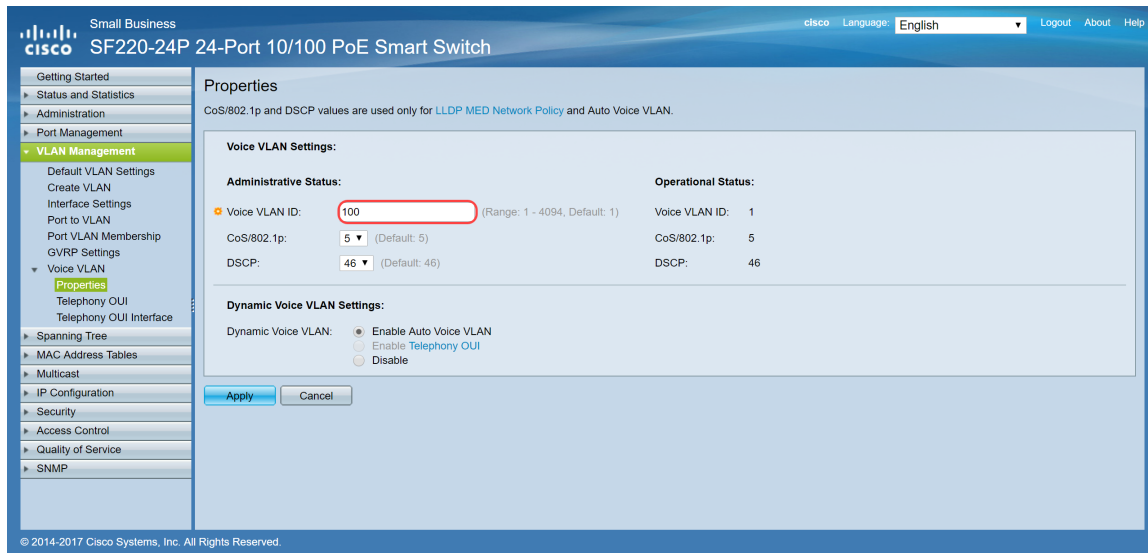 Small Business
cisco Language: English Logout About Help
cisco SF220-24P 24-Port 10/100 PoE Smart Switch
Getting Started
Status and Statistics
Administration
Port Management
VLAN Management
Default VLAN Settings
Create VLAN
Interface Settings
Port to VLAN
Port VLAN Membership
GVRP Settings
Voice VLAN
Properties
Telephony OUI
Telephony OUI Interface
Spanning Tree
MAC Address Tables
Multicast
IP Configuration
Security
Access Control
Quality of Service
SNMP
Properties
CoS/802.1p and DSCP values are used only for LLDP MED Network Policy and Auto Voice VLAN.
Voice VLAN Settings:
Administrative Status: Operational Status:
Voice VLAN ID: 100 (Range: 1 - 4094, Default: 1) Voice VLAN ID: 1
CoS/802.1p: 5 (Default: 5) CoS/802.1p: 5
DSCP: 46 (Default: 46) DSCP: 46
Dynamic Voice VLAN Settings:
Dynamic Voice VLAN: Enable Auto Voice VLAN
Enable Telephony OUI
Disable
Apply Cancel
© 2014-2017 Cisco Systems, Inc. All Rights Reserved.